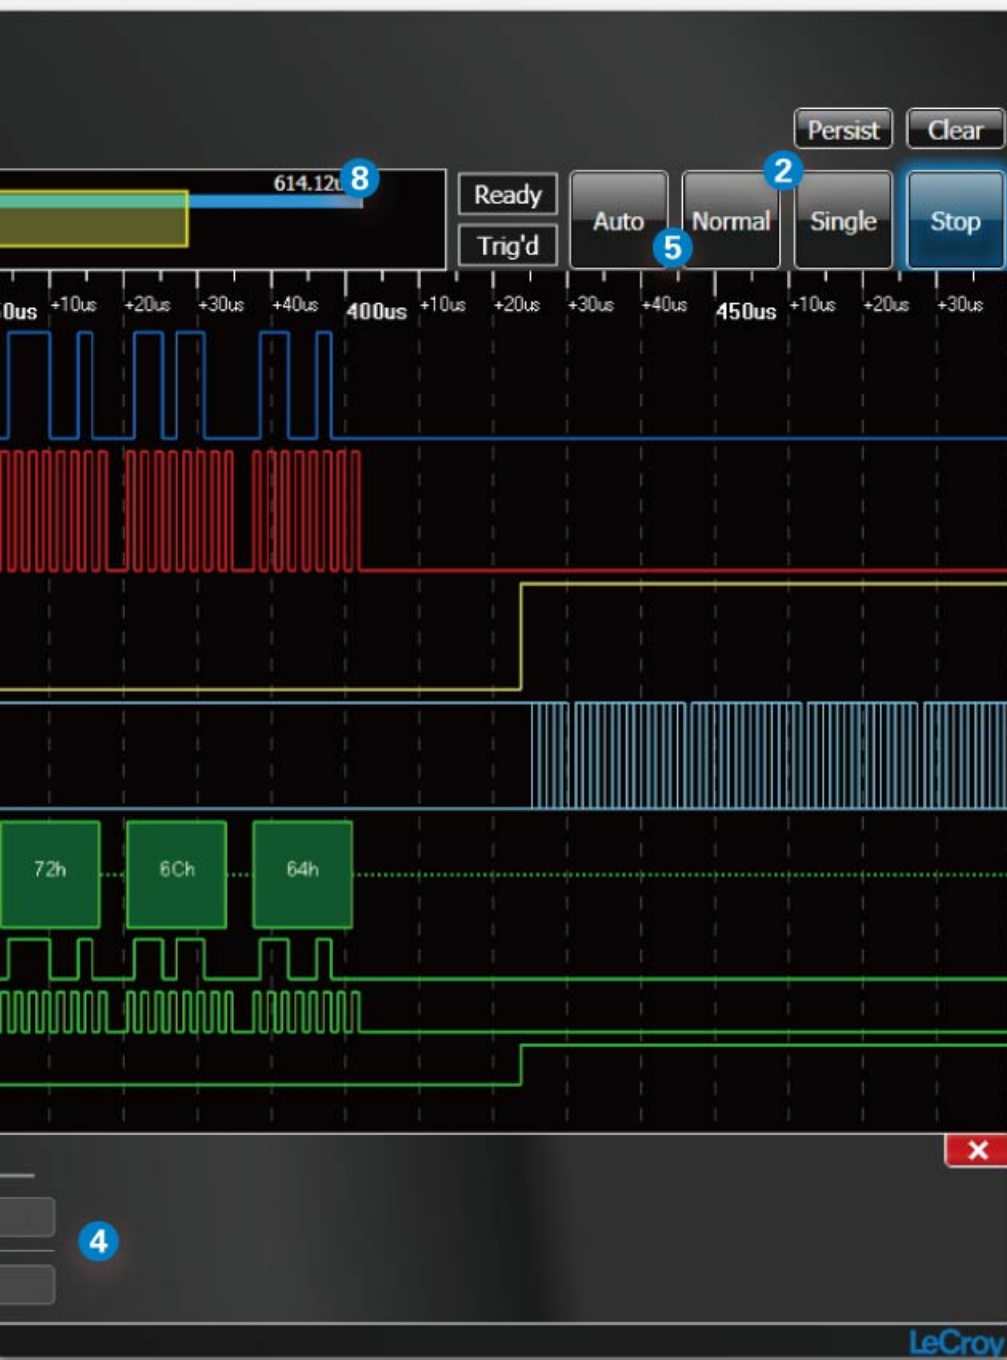 Persist Clear
614.12u 8
2
Ready
Auto Normal Single Stop
5
Trig'd
0us +10us +20us +30us +40us 400us +10us +20us +30us +40us 450us +10us +20us +30us
72h 6Ch 64h
4
LeCroy